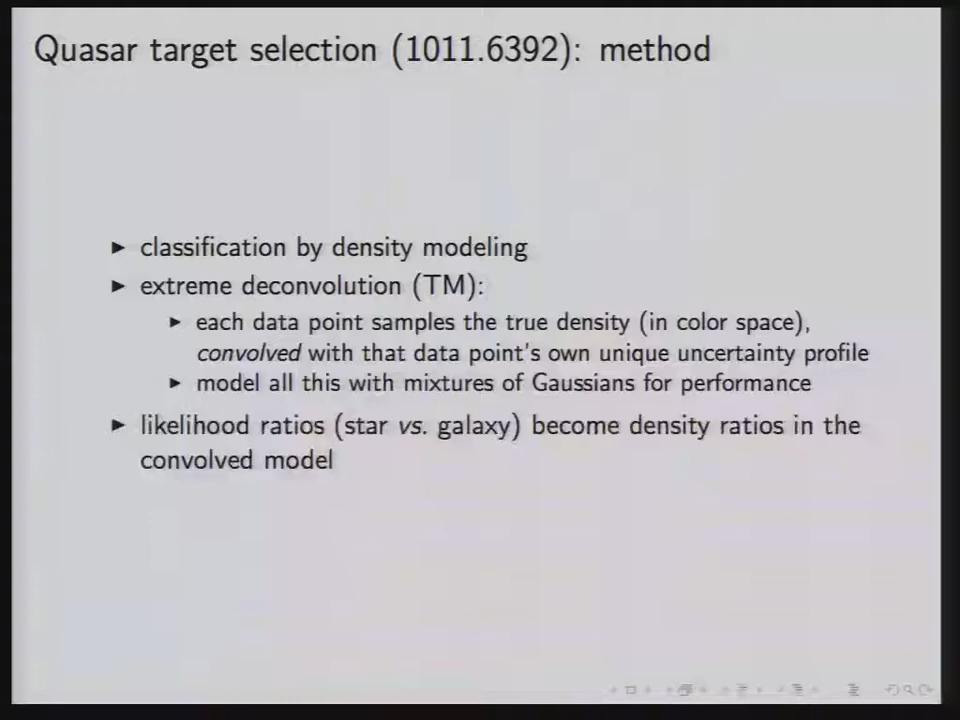 Quasar target selection (1011.6392): method
► classification by density modeling
► extreme deconvolution (TM):
► each data point samples the true density (in color space),
convolved with that data point's own unique uncertainty profile
► model all this with mixtures of Gaussians for performance
► likelihood ratios (star vs. galaxy) become density ratios in the
convolved model